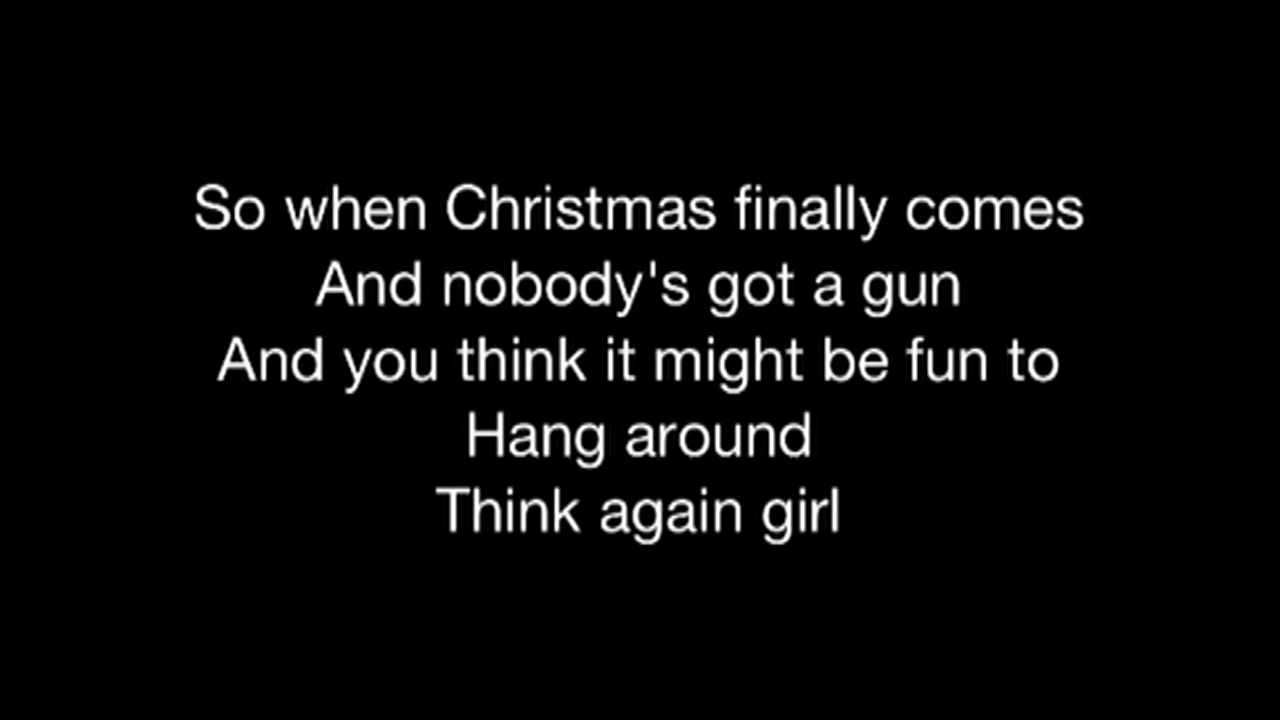 So when Christmas finally comes
And nobody's got a gun
And you think it might be fun to
Hang around
Think again girl